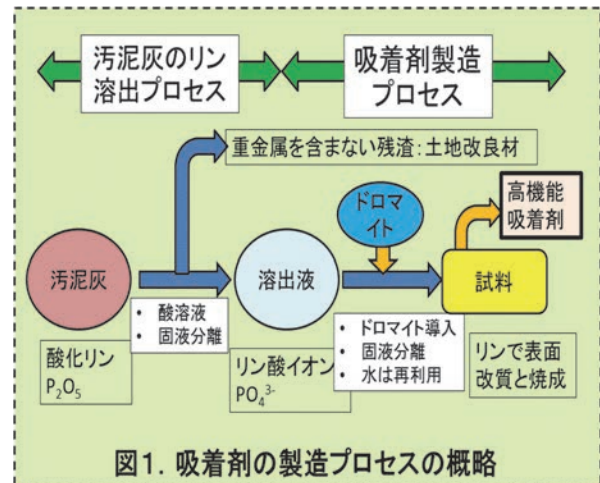 汚泥灰のリン
溶出プロセス
吸着剤製造
プロセス
重金属を含まない残渣：土地改良材
ドロマ
イト
高機能
吸着剤
汚泥灰
溶出液
試料
• 酸溶液
• 固液分離
• ドロマイト導入
• 固液分離
• 水は再利用
酸化リン
P₂O₅
リン酸イオン
PO₄³⁻
リンで表面
改質と焼成
図1. 吸着剤の製造プロセスの概略